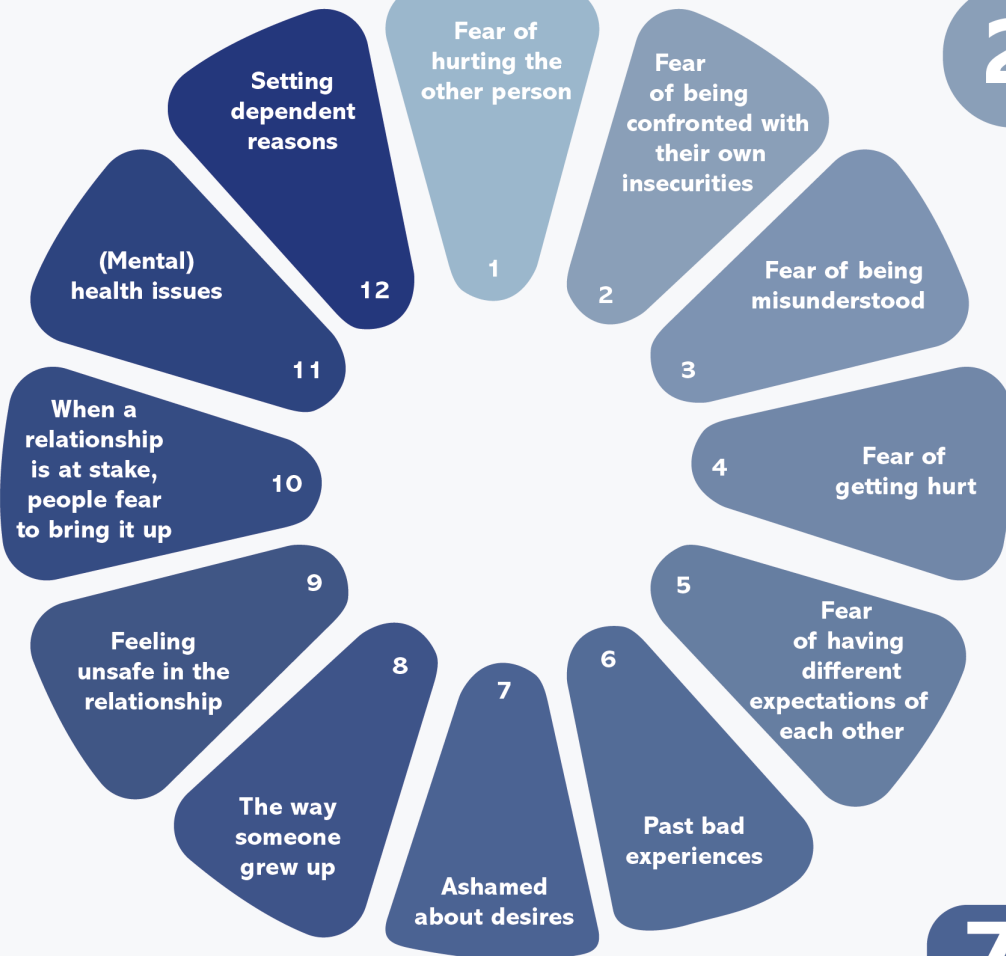 Fear of
hurting the
other person
1
Fear
of being
confronted with
their own
insecurities
2
Fear of being
misunderstood
3
Fear of
getting hurt
4
Fear
of having
different
expectations of
each other
5
Past bad
experiences
6
Ashamed
about desires
7
The way
someone
grew up
8
Feeling
unsafe in the
relationship
9
When a
relationship
is at stake,
people fear
to bring it up
10
(Mental)
health issues
11
Setting
dependent
reasons
12
2
7